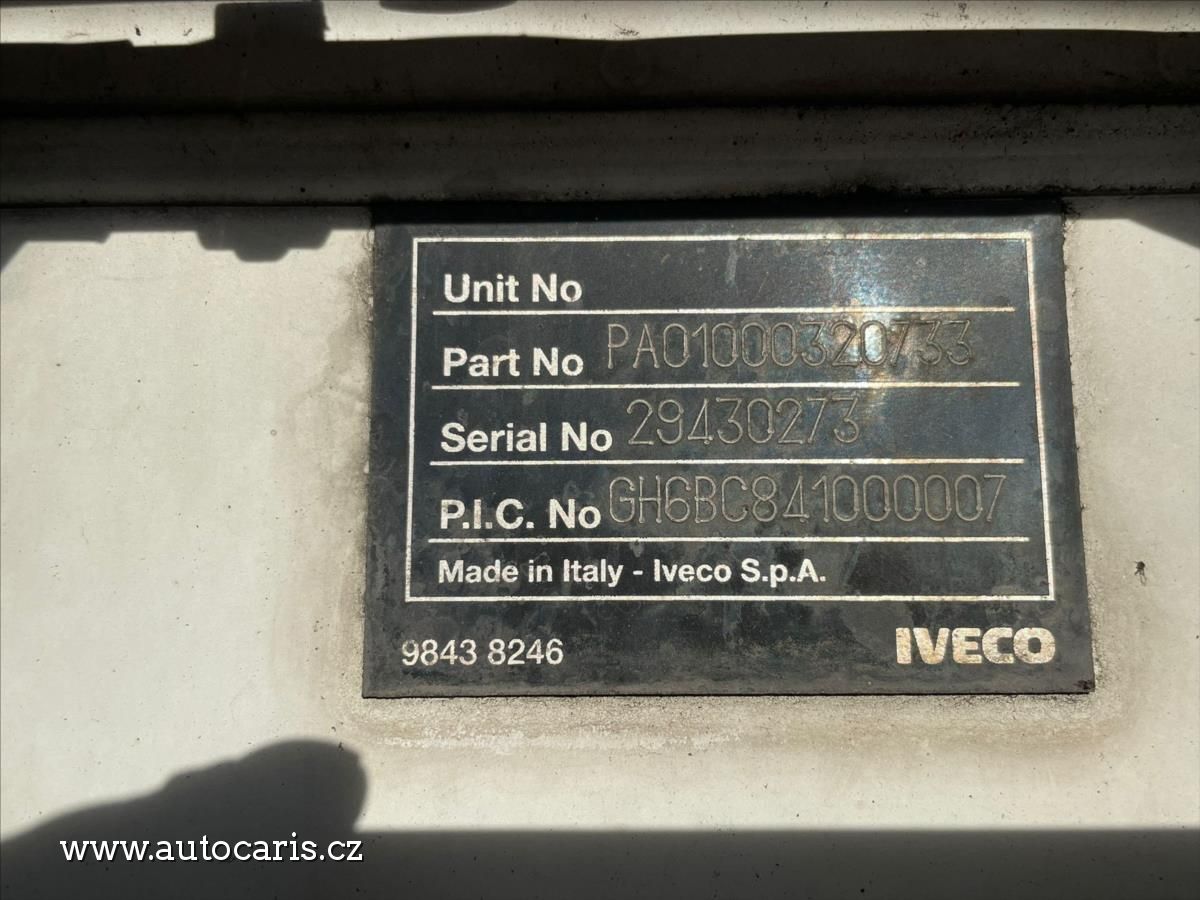 Unit No
Part No PA01000320733
Serial No 29430273
P.I.C. No GH6BC841000007
Made in Italy - Iveco S.p.A.
9843 8246
IVECO
www.autocaris.cz